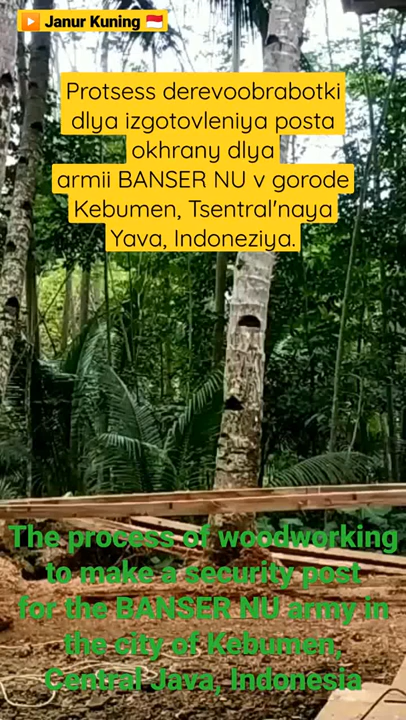 Janur Kuning
Protsess derevoobrabotki
dlya izgotovleniya posta
okhrany dlya
armii BANSER NU v gorode
Kebumen, Tsentral'naya
Yava, Indoneziya.
The process of woodworking
to make a security post
for the BANSER NU army in
the city of Kebumen,
Central Java, Indonesia